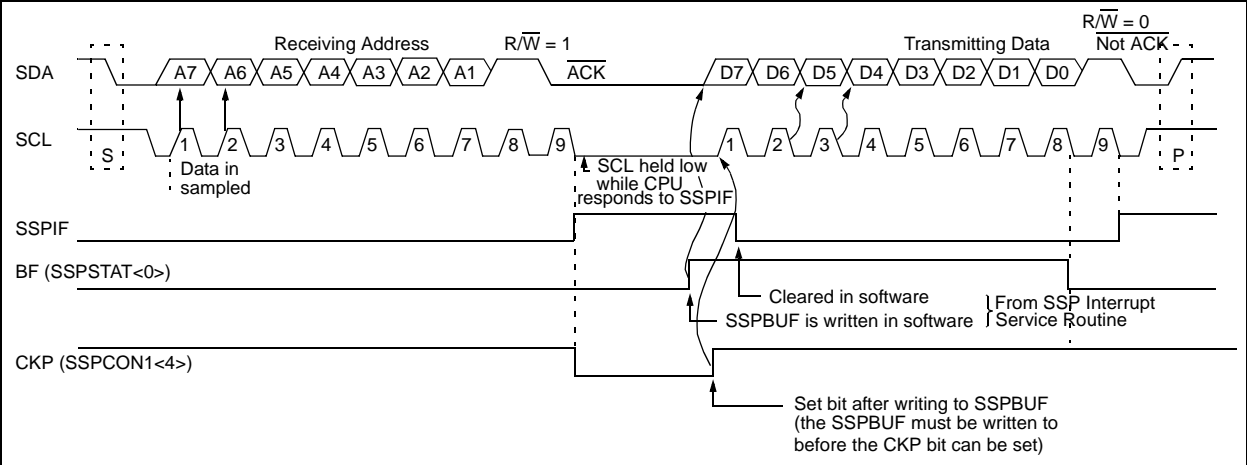 R/W = 0
Receiving Address R/W = 1 Transmitting Data Not ACK
SDA A7 A6 A5 A4 A3 A2 A1 ACK D7 D6 D5 D4 D3 D2 D1 D0
SCL S 1 2 3 4 5 6 7 8 9 1 2 3 4 5 6 7 8 9 P
Data in
sampled
SCL held low
while CPU
responds to SSPIF
SSPIF
BF (SSPSTAT<0>)
Cleared in software
SSPBUF is written in software
From SSP Interrupt
Service Routine
CKP (SSPCON1<4>)
Set bit after writing to SSPBUF
(the SSPBUF must be written to
before the CKP bit can be set)